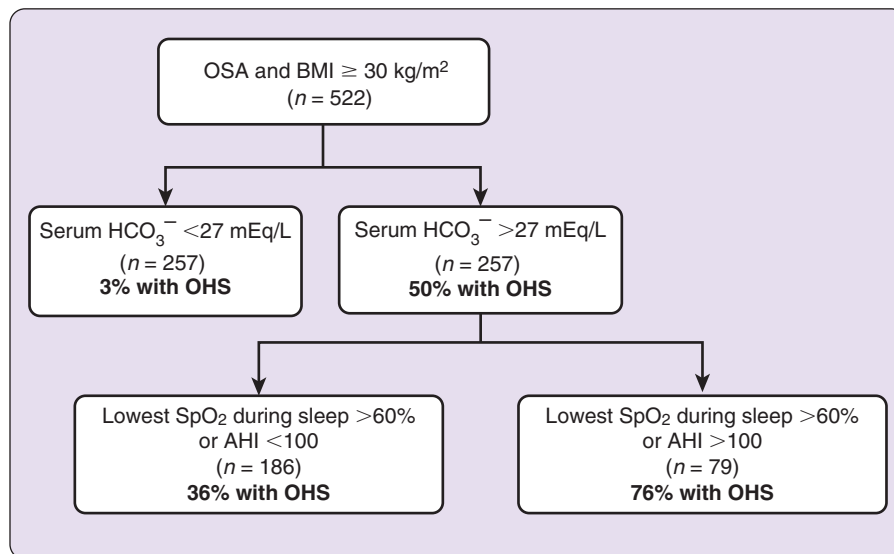 OSA and BMI ≥ 30 kg/m²
(n = 522)
Serum HCO₃⁻ <27 mEq/L
(n = 257)
3% with OHS
Serum HCO₃⁻ >27 mEq/L
(n = 257)
50% with OHS
Lowest SpO₂ during sleep >60%
or AHI <100
(n = 186)
36% with OHS
Lowest SpO₂ during sleep >60%
or AHI >100
(n = 79)
76% with OHS